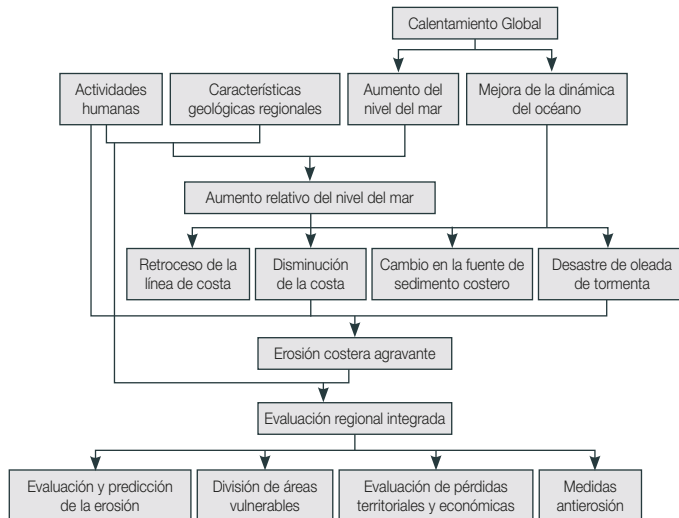 Calentamiento Global
Actividades
humanas
Características
geológicas regionales
Aumento del
nivel del mar
Mejora de la dinámica
del océano
Aumento relativo del nivel del mar
Retroceso de la
línea de costa
Disminución
de la costa
Cambio en la fuente de
sedimento costero
Desastre de oleada
de tormenta
Erosión costera agravante
Evaluación regional integrada
Evaluación y predicción
de la erosión
División de áreas
vulnerables
Evaluación de pérdidas
territoriales y económicas
Medidas
antierosión